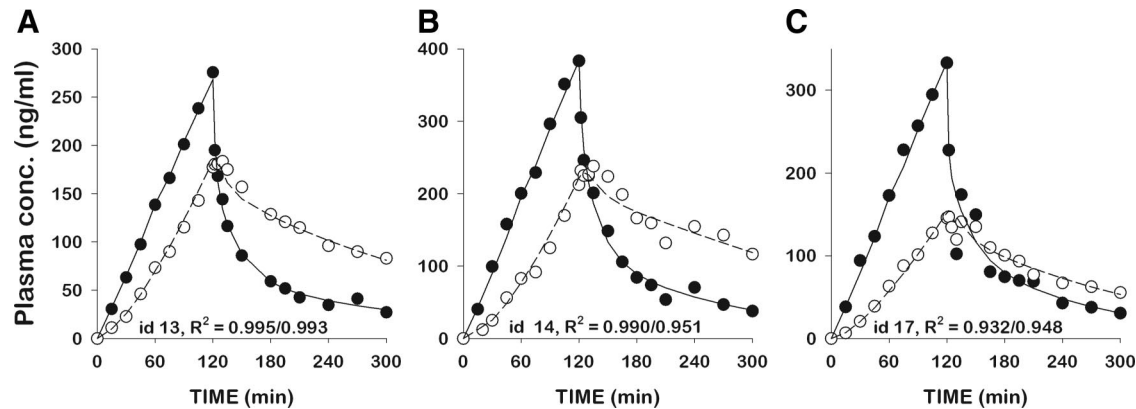 A
B
C
Plasma conc. (ng/ml)
300
250
200
150
100
50
0
id 13, R² = 0.995/0.993
0 60 120 180 240 300
TIME (min)
400
300
200
100
0
id 14, R² = 0.990/0.951
0 60 120 180 240 300
TIME (min)
300
200
100
0
id 17, R² = 0.932/0.948
0 60 120 180 240 300
TIME (min)